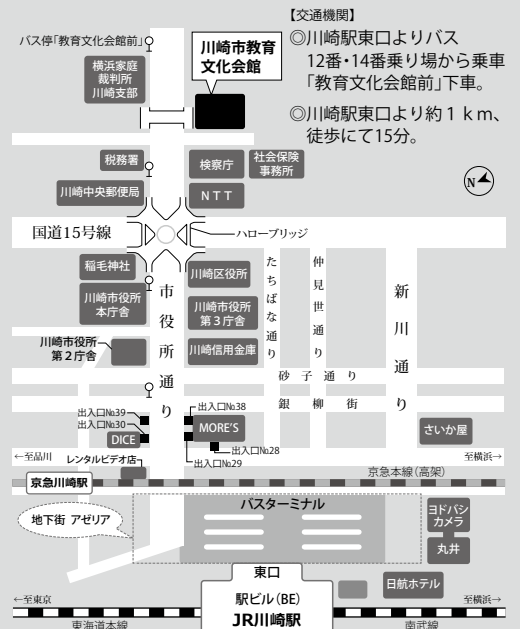 【交通機関】
◎川崎駅東口よりバス
12番・14番乗り場から乗車
「教育文化会館前」下車。
◎川崎駅東口より約１ｋｍ、
徒歩にて15分。
バス停「教育文化会館前」
川崎市教育
文化会館
横浜家庭
裁判所
川崎支部
税務署
検察庁
社会保険
事務所
川崎中央郵便局
ＮＴＴ
N
国道15号線
ハローブリッジ
稲毛神社
川崎区役所
川崎市役所
本庁舎
川崎市役所
第３庁舎
川崎市役所
第２庁舎
川崎信用金庫
市役所通り
たちばな通り
仲見世通り
新川通り
砂子通り
銀柳街
出入口№39
出入口№30
出入口№38
DICE
MORE'S
さいか屋
出入口№28
出入口№29
←至品川
レンタルビデオ店
至横浜→
京急本線（高架）
京急川崎駅
バスターミナル
地下街 アゼリア
ヨドバシ
カメラ
丸井
東口
日航ホテル
←至東京
駅ビル（BE）
至横浜→
JR川崎駅
東海道本線
南武線